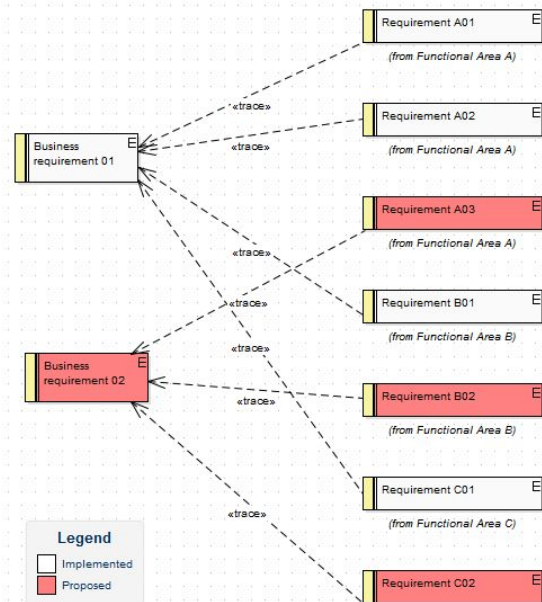 Requirement A01
E
(from Functional Area A)
«trace»
Requirement A02
E
(from Functional Area A)
«trace»
Business
requirement 01
E
Requirement A03
E
(from Functional Area A)
«trace»
«trace»
Requirement B01
E
(from Functional Area B)
«trace»
Business
requirement 02
E
Requirement B02
E
(from Functional Area B)
«trace»
Requirement C01
E
(from Functional Area C)
«trace»
Legend
Implemented
Proposed
Requirement C02
E